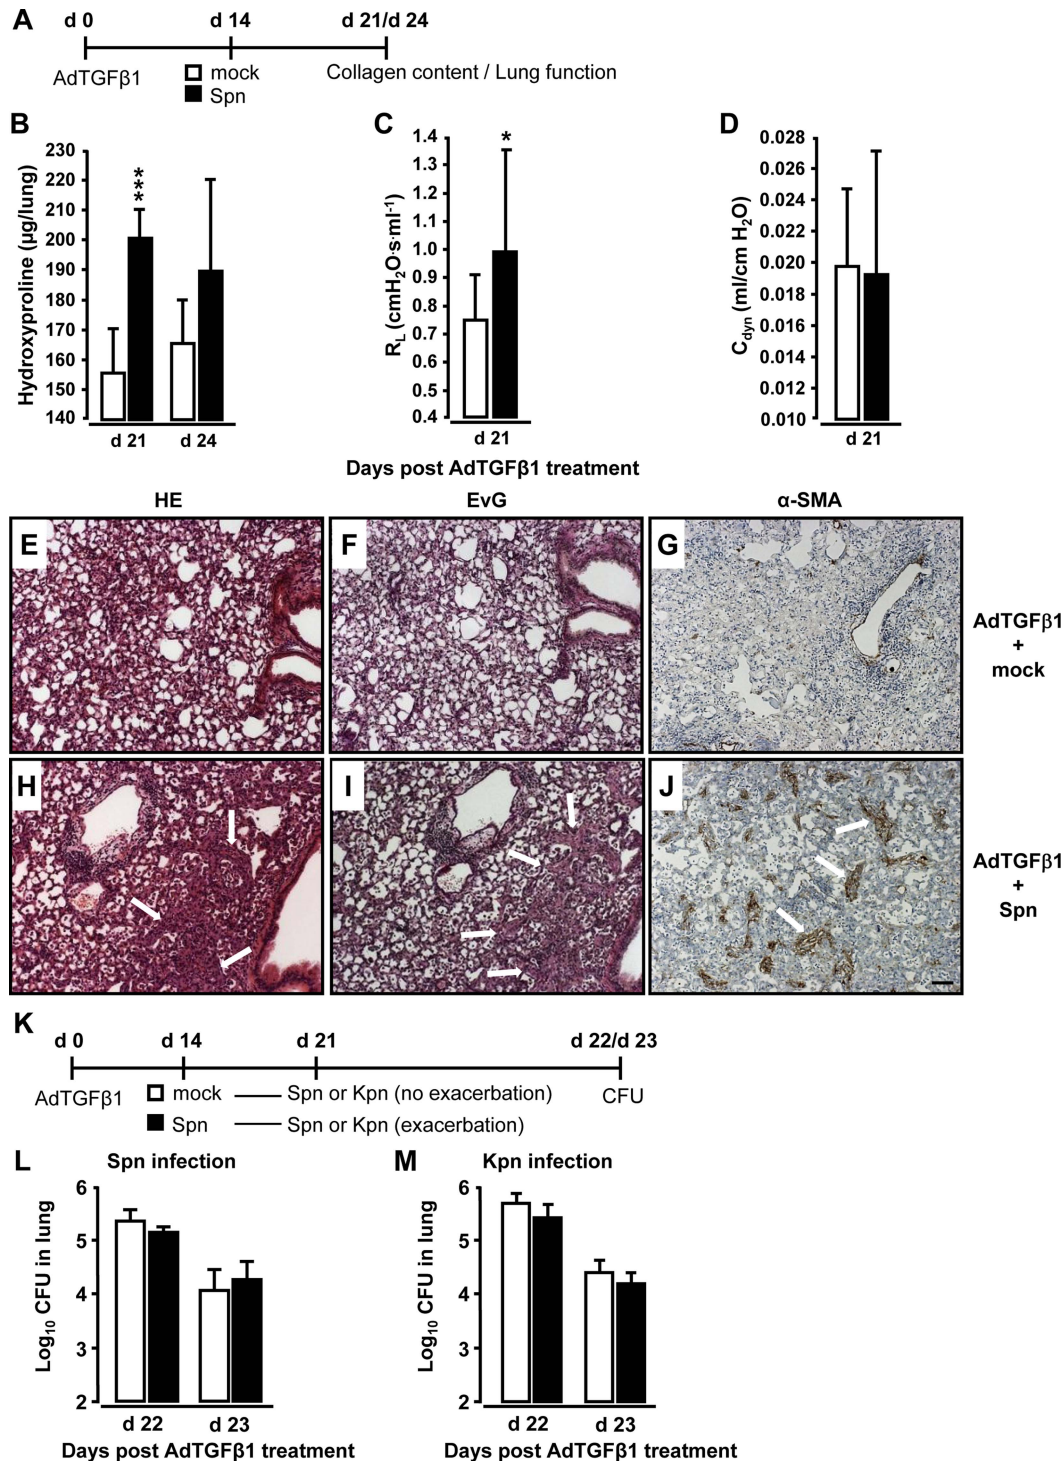 A
d 0
d 14
d 21/d 24
AdTGFβ1
mock
Spn
Collagen content / Lung function
B
Hydroxyproline (µg/lung)
230
220
210
200
190
180
170
160
150
140
***
d 21
d 24
C
R_L (cmH₂O·s·ml⁻¹)
1.4
1.3
1.2
1.1
1.0
0.9
0.8
0.7
0.6
0.5
0.4
*
d 21
D
C_dyn (ml/cm H₂O)
0.028
0.026
0.024
0.022
0.020
0.018
0.016
0.014
0.012
0.010
d 21
Days post AdTGFβ1 treatment
HE
EvG
α-SMA
E
F
G
AdTGFβ1
+
mock
H
I
J
AdTGFβ1
+
Spn
K
d 0
d 14
d 21
d 22/d 23
AdTGFβ1
mock
Spn or Kpn (no exacerbation)
CFU
Spn
Spn or Kpn (exacerbation)
L
Spn infection
Log₁₀ CFU in lung
6
5
4
3
2
d 22
d 23
Days post AdTGFβ1 treatment
M
Kpn infection
Log₁₀ CFU in lung
6
5
4
3
2
d 22
d 23
Days post AdTGFβ1 treatment